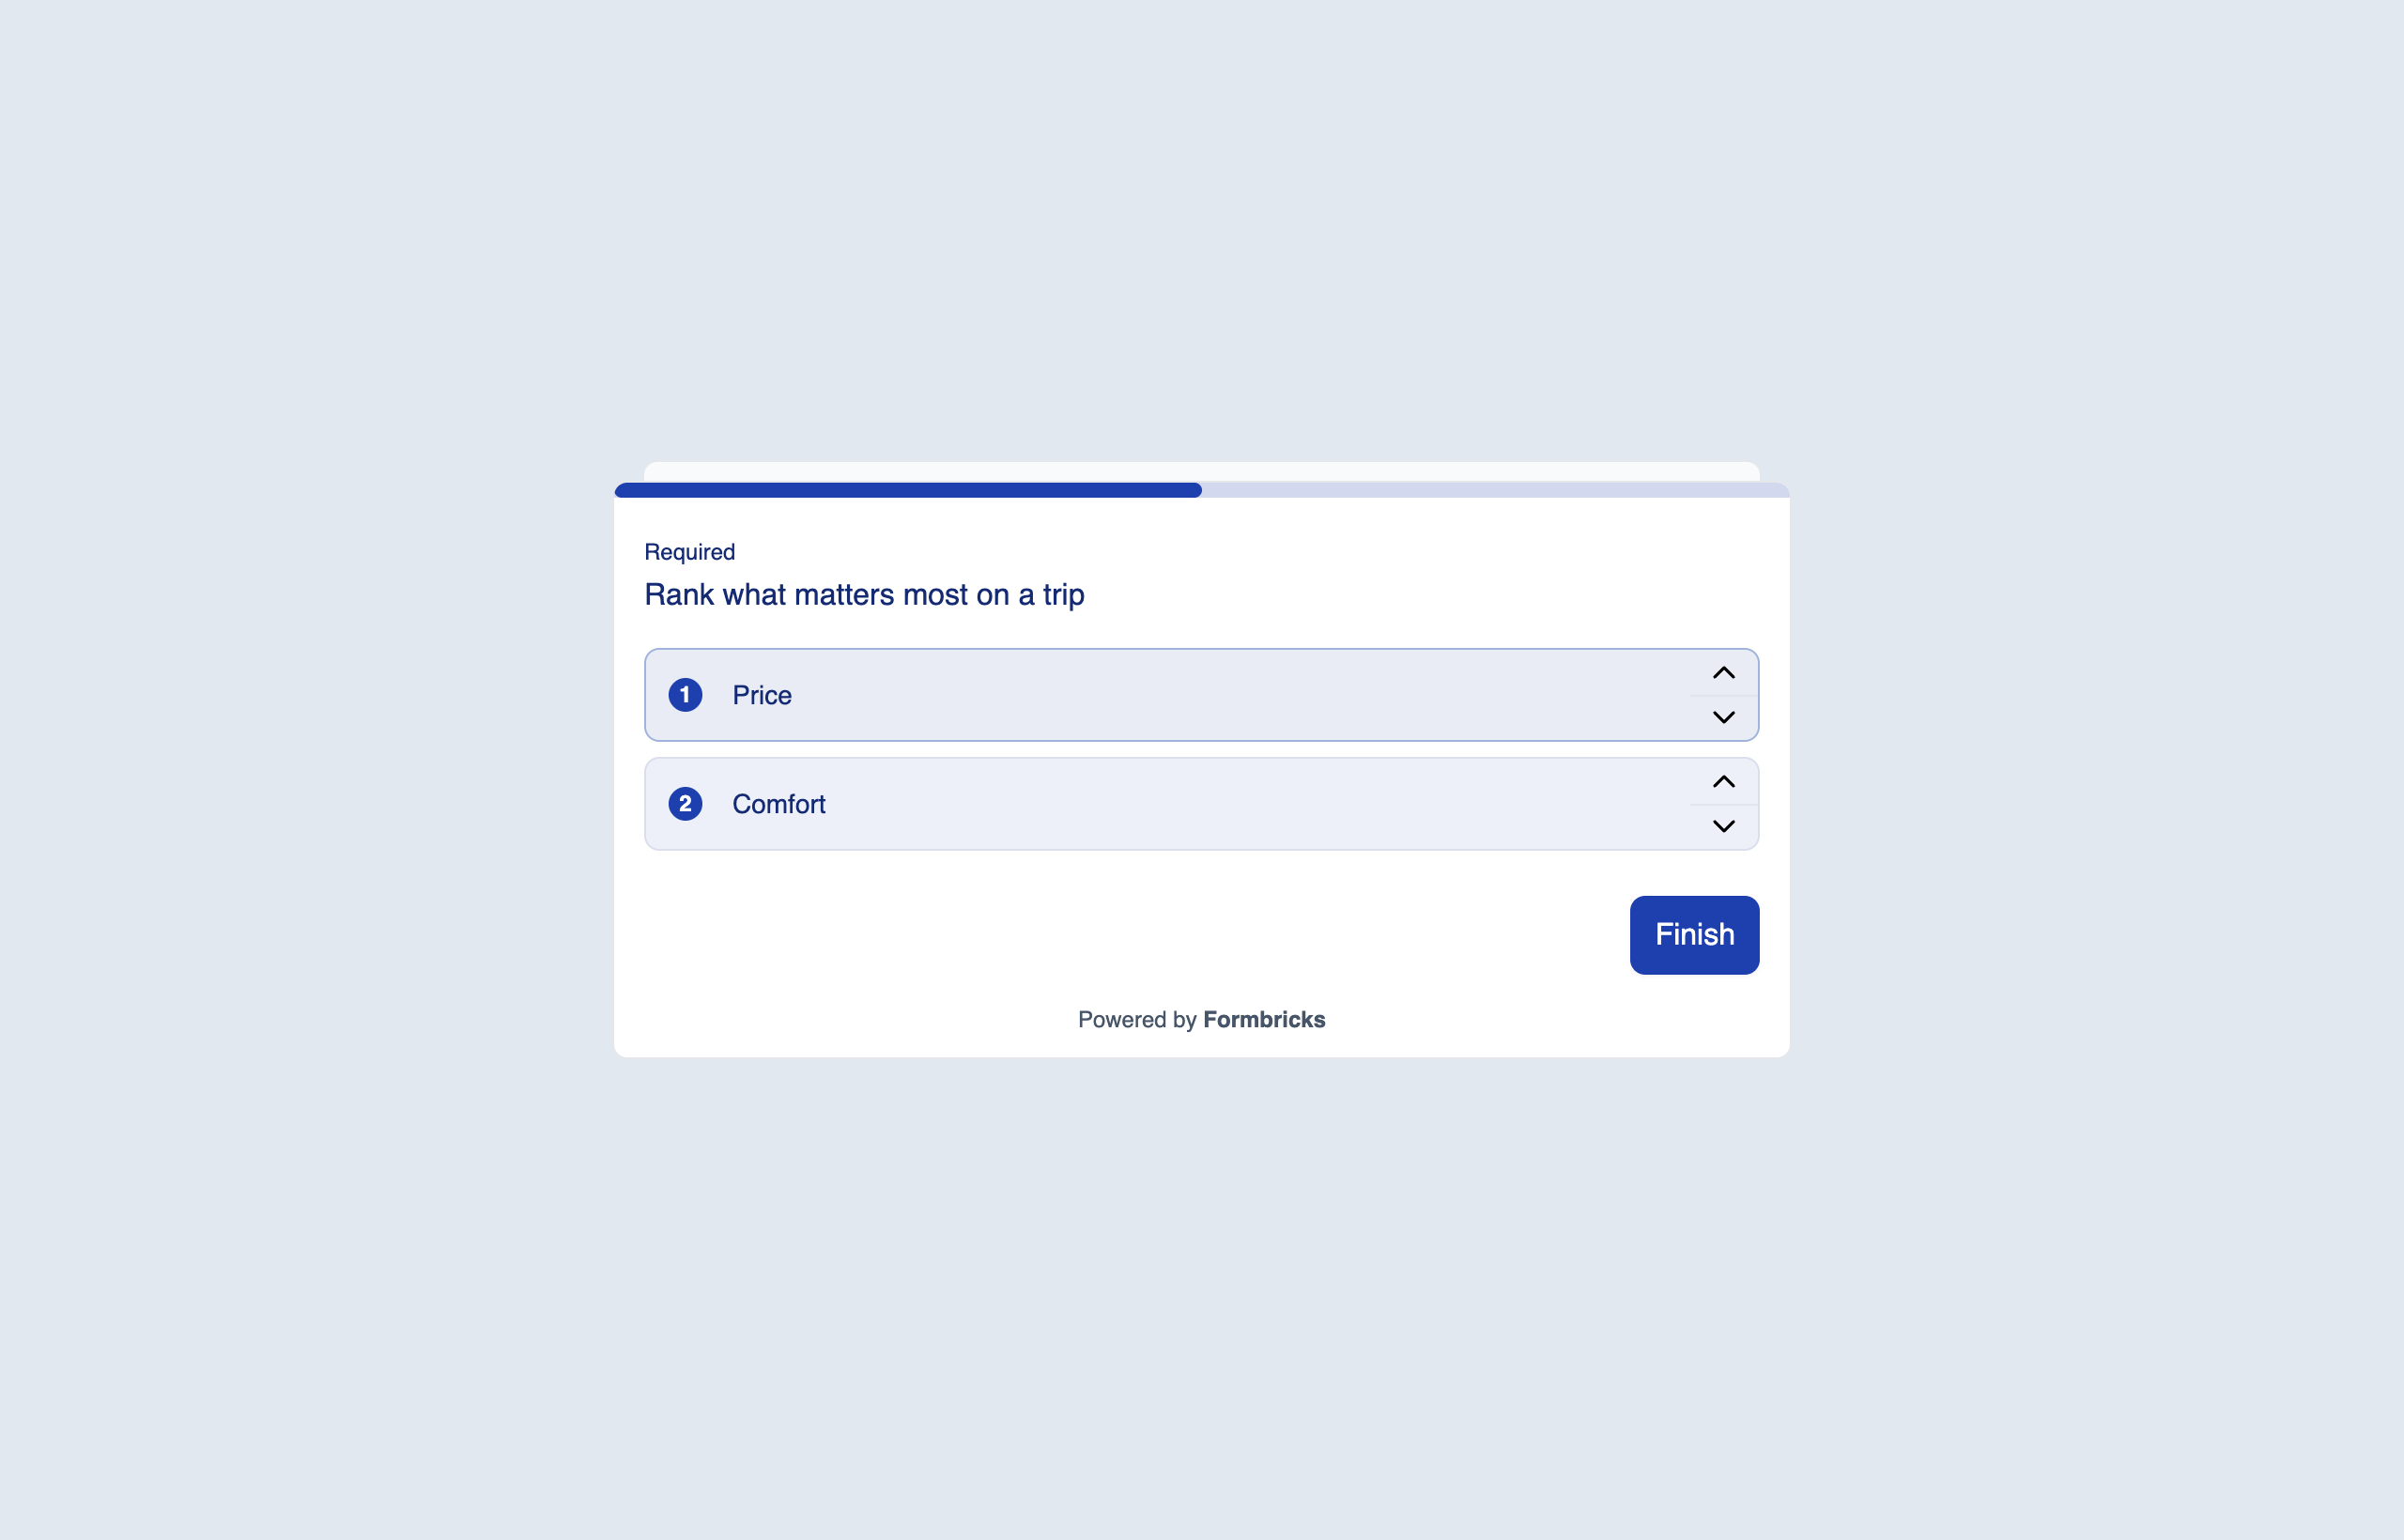 Required
Rank what matters most on a trip
1 Price
2 Comfort
Finish
Powered by Formbricks